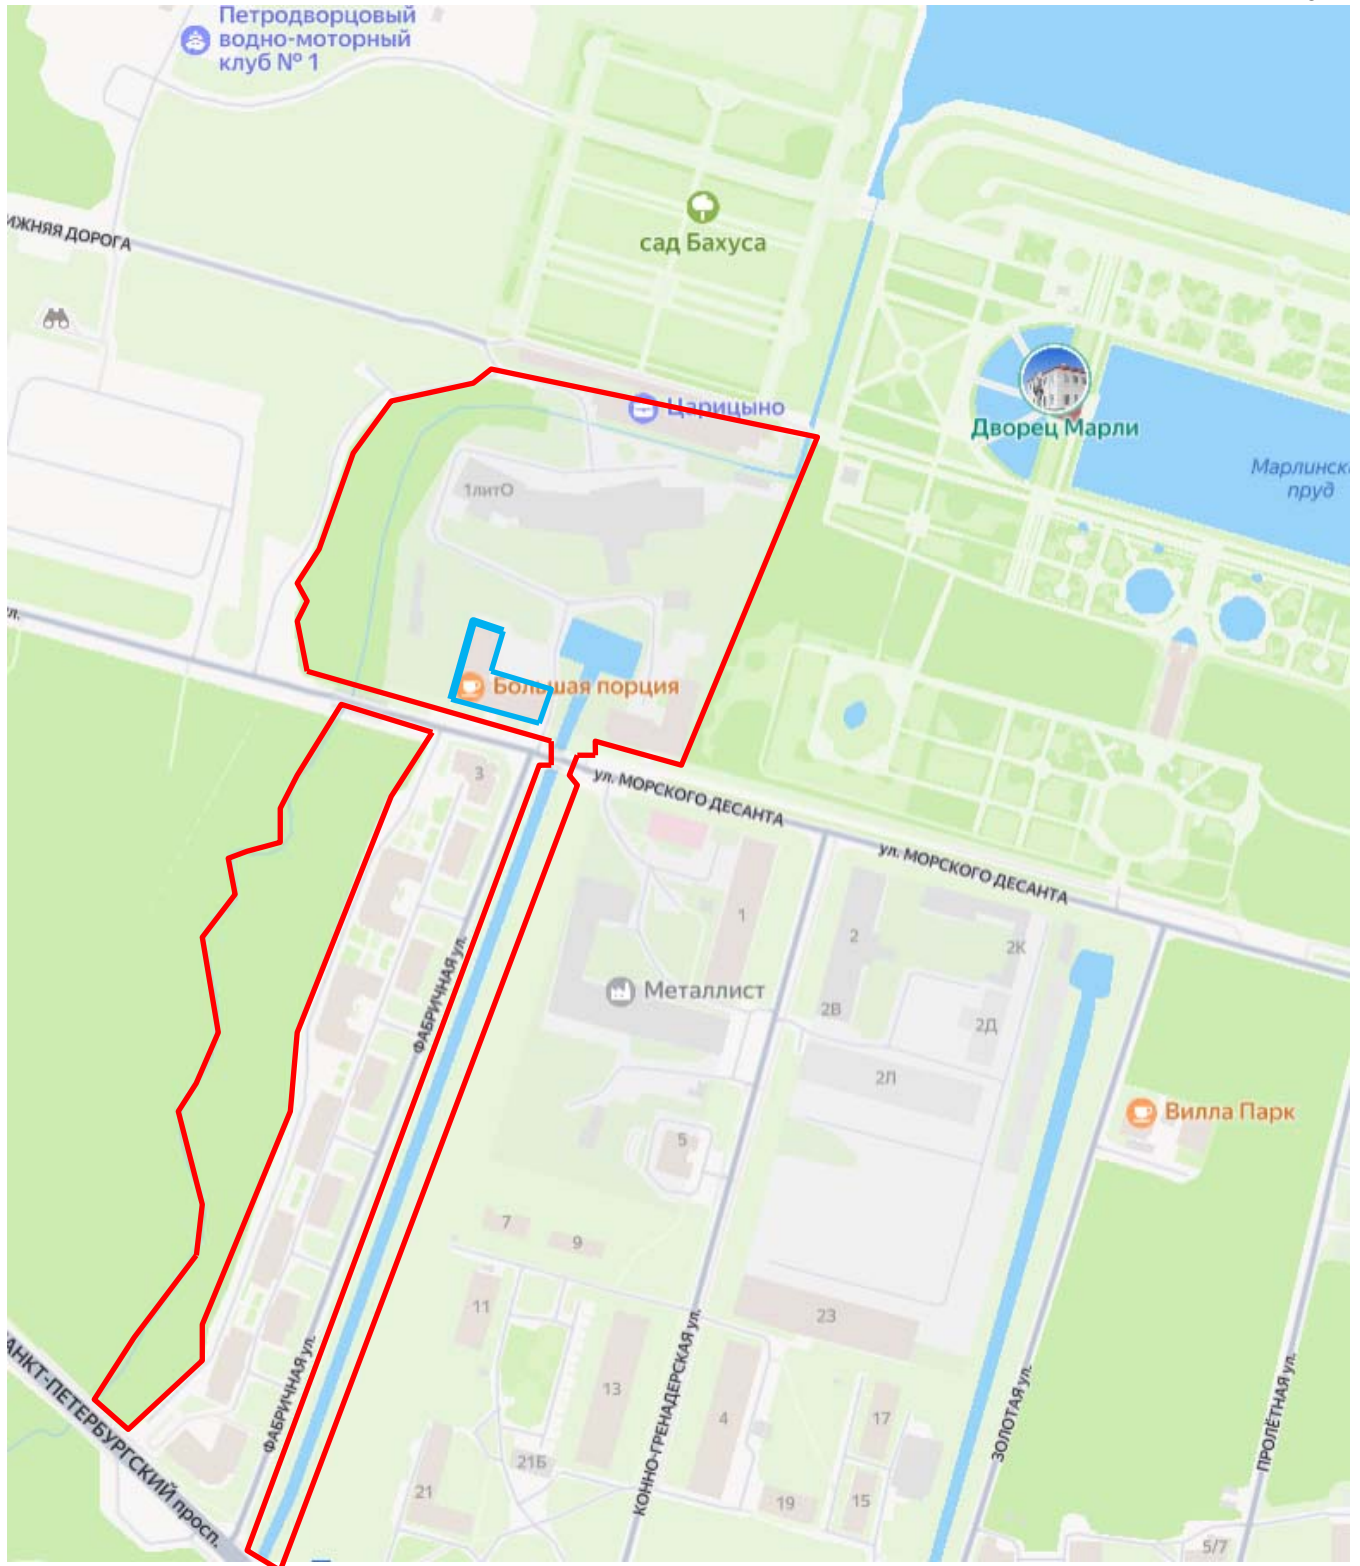 Петродворцовый
водно-моторный
клуб № 1
ИЖНЯЯ ДОРОГА
сад Бахуса
Царицыно
Дворец Марли
Марлинск
пруд
1литО
Большая порция
ул. МОРСКОГО ДЕСАНТА
ул. МОРСКОГО ДЕСАНТА
3
1
2
2К
ФАБРИЧНАЯ ул.
Металлист
2В
2Д
2Л
Вилла Парк
5
7
9
11
23
КОННО-ГРЕНАДЕРСКАЯ ул.
АНКТ-ПЕТЕРБУРГСКИЙ просп.
ФАБРИЧНАЯ ул.
13
4
17
ЗОЛОТАЯ ул.
ПРОЛЁТНАЯ ул.
21Б
21
19
15
5/7